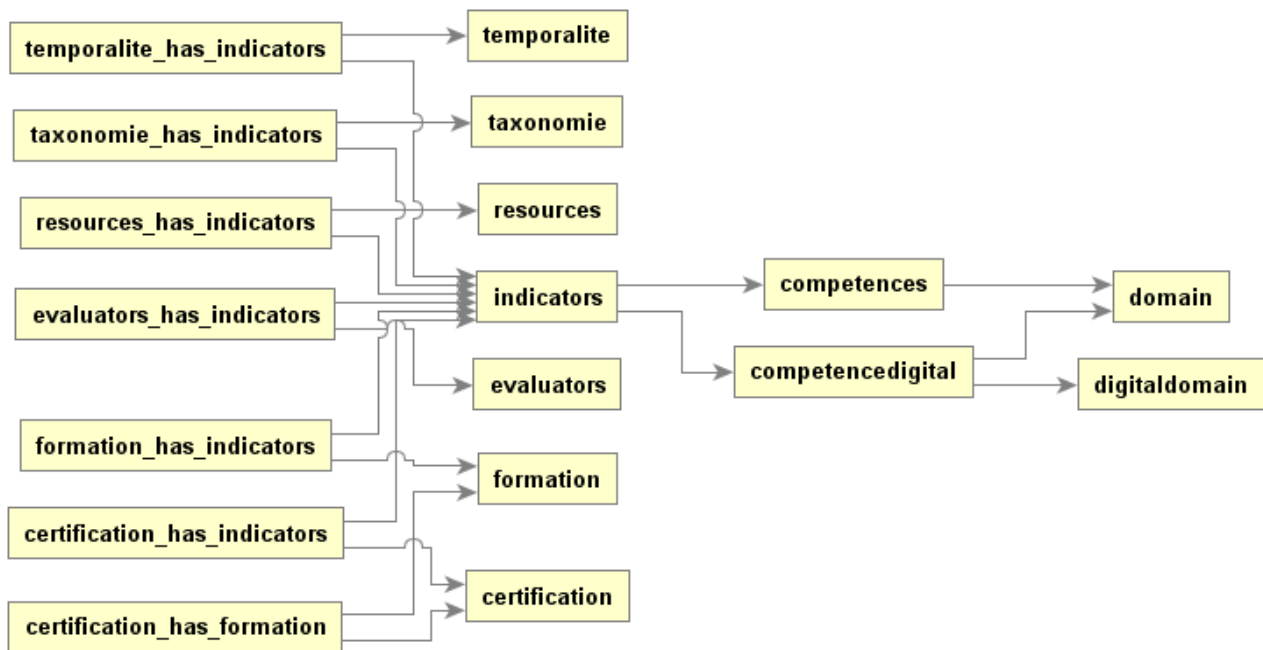 temporalite_has_indicators
temporalite
taxonomie_has_indicators
taxonomie
resources_has_indicators
resources
evaluators_has_indicators
indicators
competences
domain
evaluators
competencedigital
digitaldomain
formation_has_indicators
formation
certification_has_indicators
certification
certification_has_formation